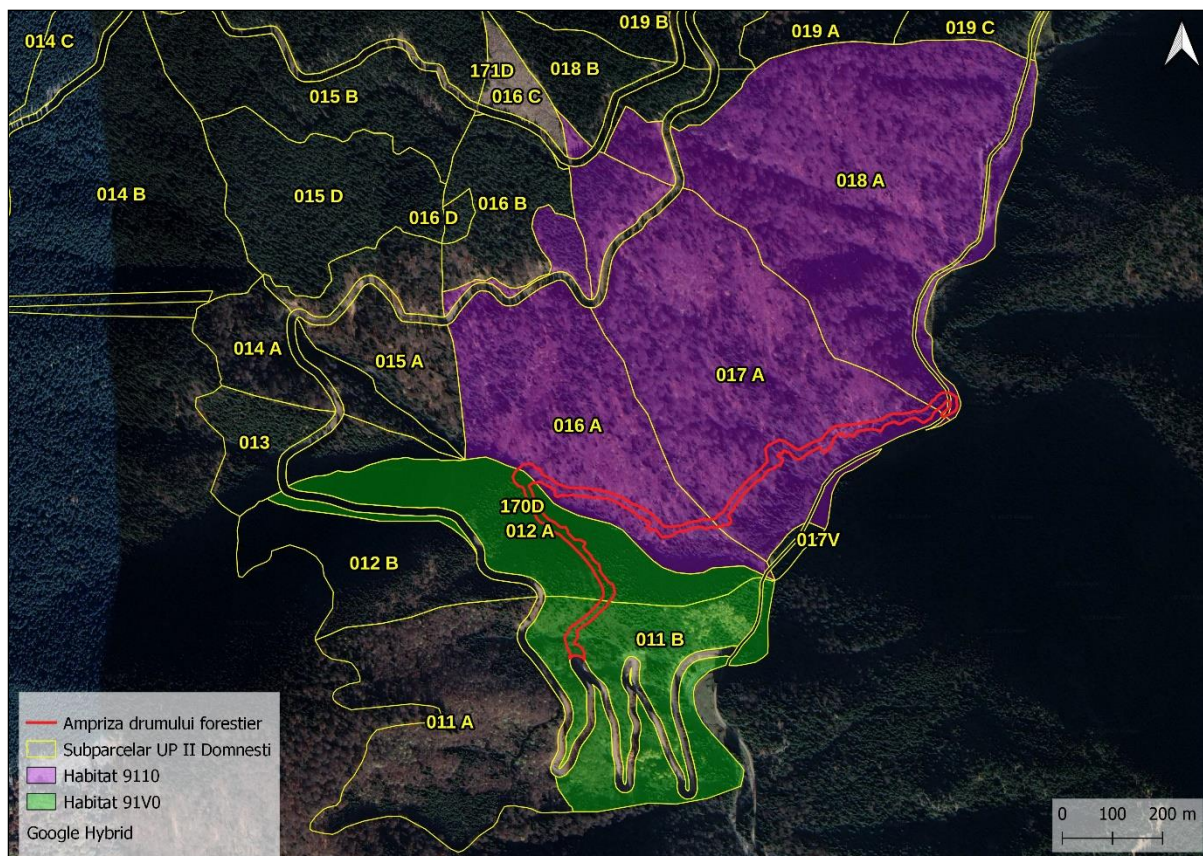 014 C
019 B
019 A
019 C
171D
018 B
016 C
015 B
014 B
015 D
016 D
016 B
018 A
014 A
015 A
017 A
016 A
013
170D
012 A
017V
012 B
011 B
011 A
Ampriza drumului forestier
Subparcelar UP II Domnesti
Habitat 9110
Habitat 91V0
Google Hybrid
0 100 200 m